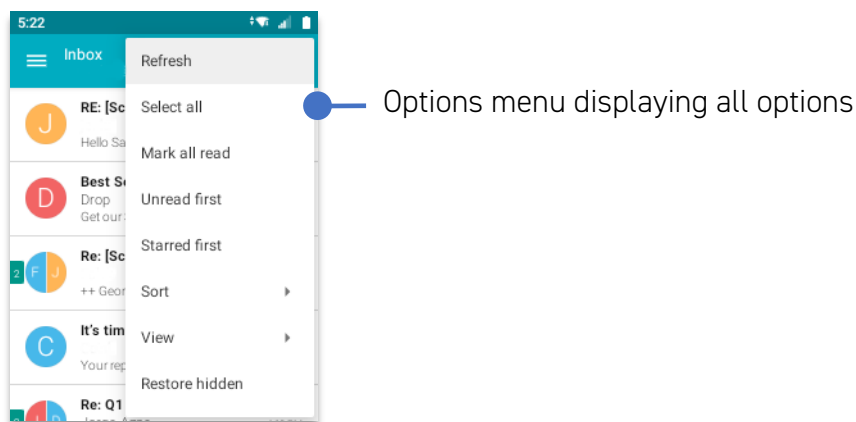 5:22
Inbox
Refresh
Select all
Mark all read
Unread first
Starred first
Sort
View
Restore hidden
Options menu displaying all options
J
RE: [Sc
Hello Sa
D
Best Se
Drop
Get our
2
F J
Re: [Sc
++ Geor
C
It's tim
Your rep
Re: Q1